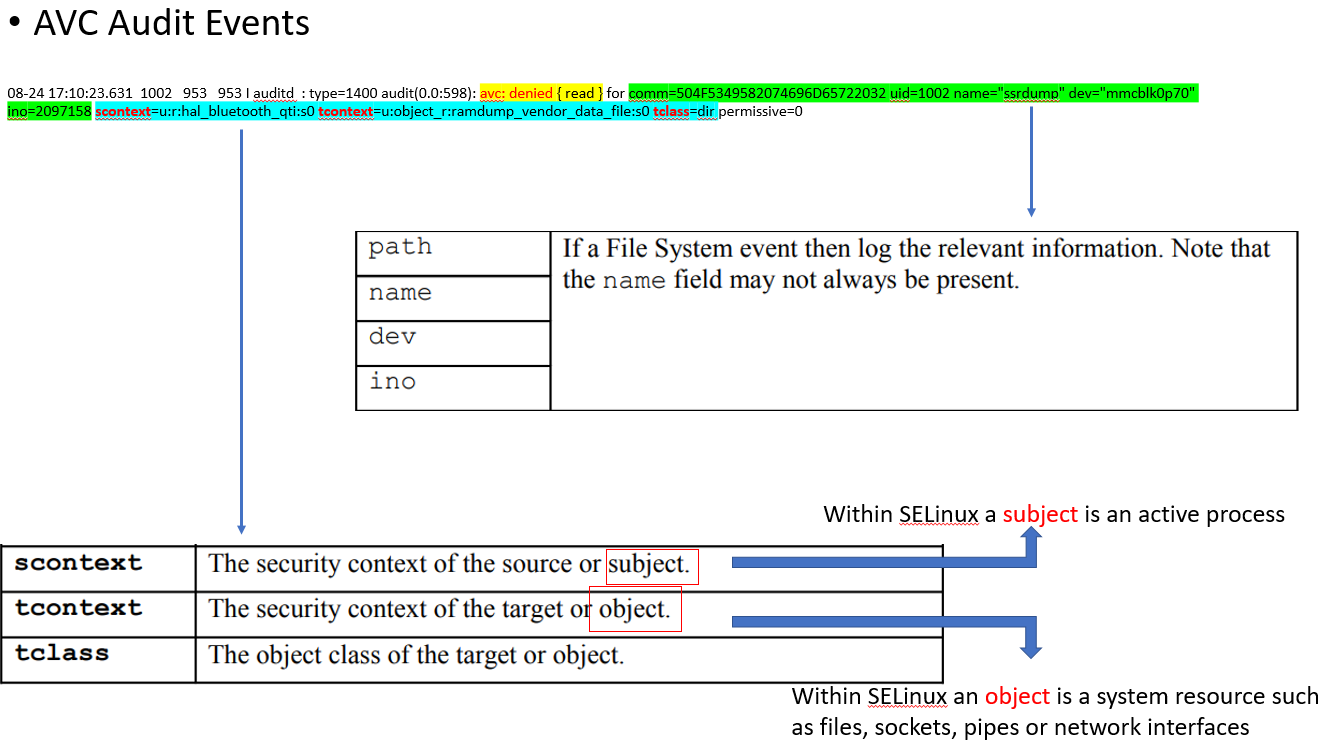 • AVC Audit Events
08-24 17:10:23.631 1002 953 953 I auditd : type=1400 audit(0.0:598): avc: denied { read } for comm=504F5349582074696D65722032 uid=1002 name="ssrdump" dev="mmcblk0p70"
ino=2097158 scontext=u:r:hal_bluetooth_qti:s0 tcontext=u:object_r:ramdump_vendor_data_file:s0 tclass=dir permissive=0
path
If a File System event then log the relevant information. Note that
the name field may not always be present.
name
dev
ino
Within SELinux a subject is an active process
scontext The security context of the source or subject.
tcontext The security context of the target or object.
tclass The object class of the target or object.
Within SELinux an object is a system resource such
as files, sockets, pipes or network interfaces